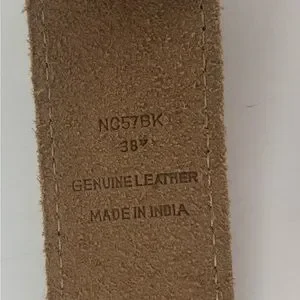 NC57BK
38"
GENUINE LEATHER
MADE IN INDIA